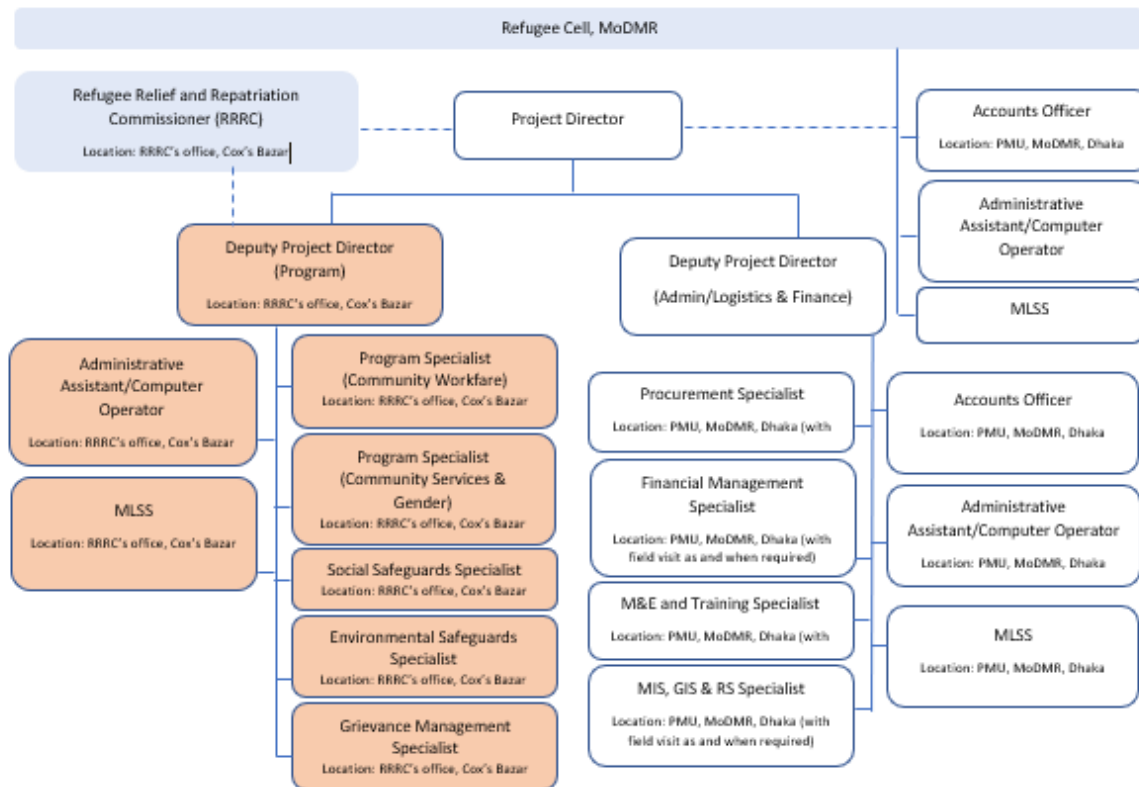 Refugee Cell, MoDMR
Refugee Relief and Repatriation
Commissioner (RRRC)
Location: RRRC's office, Cox's Bazar
Project Director
Accounts Officer
Location: PMU, MoDMR, Dhaka
Administrative
Assistant/Computer
Operator
MLSS
Deputy Project Director
(Program)
Location: RRRC's office, Cox's Bazar
Deputy Project Director
(Admin/Logistics & Finance)
Administrative
Assistant/Computer
Operator
Location: RRRC's office, Cox's Bazar
MLSS
Location: RRRC's office, Cox's Bazar
Program Specialist
(Community Workfare)
Location: RRRC's office, Cox's Bazar
Program Specialist
(Community Services &
Gender)
Location: RRRC's office, Cox's Bazar
Social Safeguards Specialist
Location: RRRC's office, Cox's Bazar
Environmental Safeguards
Specialist
Location: RRRC's office, Cox's Bazar
Grievance Management
Specialist
Location: RRRC's office, Cox's Bazar
Procurement Specialist
Location: PMU, MoDMR, Dhaka (with
Financial Management
Specialist
Location: PMU, MoDMR, Dhaka (with
field visit as and when required)
M&E and Training Specialist
Location: PMU, MoDMR, Dhaka (with
MIS, GIS & RS Specialist
Location: PMU, MoDMR, Dhaka (with
field visit as and when required)
Accounts Officer
Location: PMU, MoDMR, Dhaka
Administrative
Assistant/Computer Operator
Location: PMU, MoDMR, Dhaka
MLSS
Location: PMU, MoDMR, Dhaka